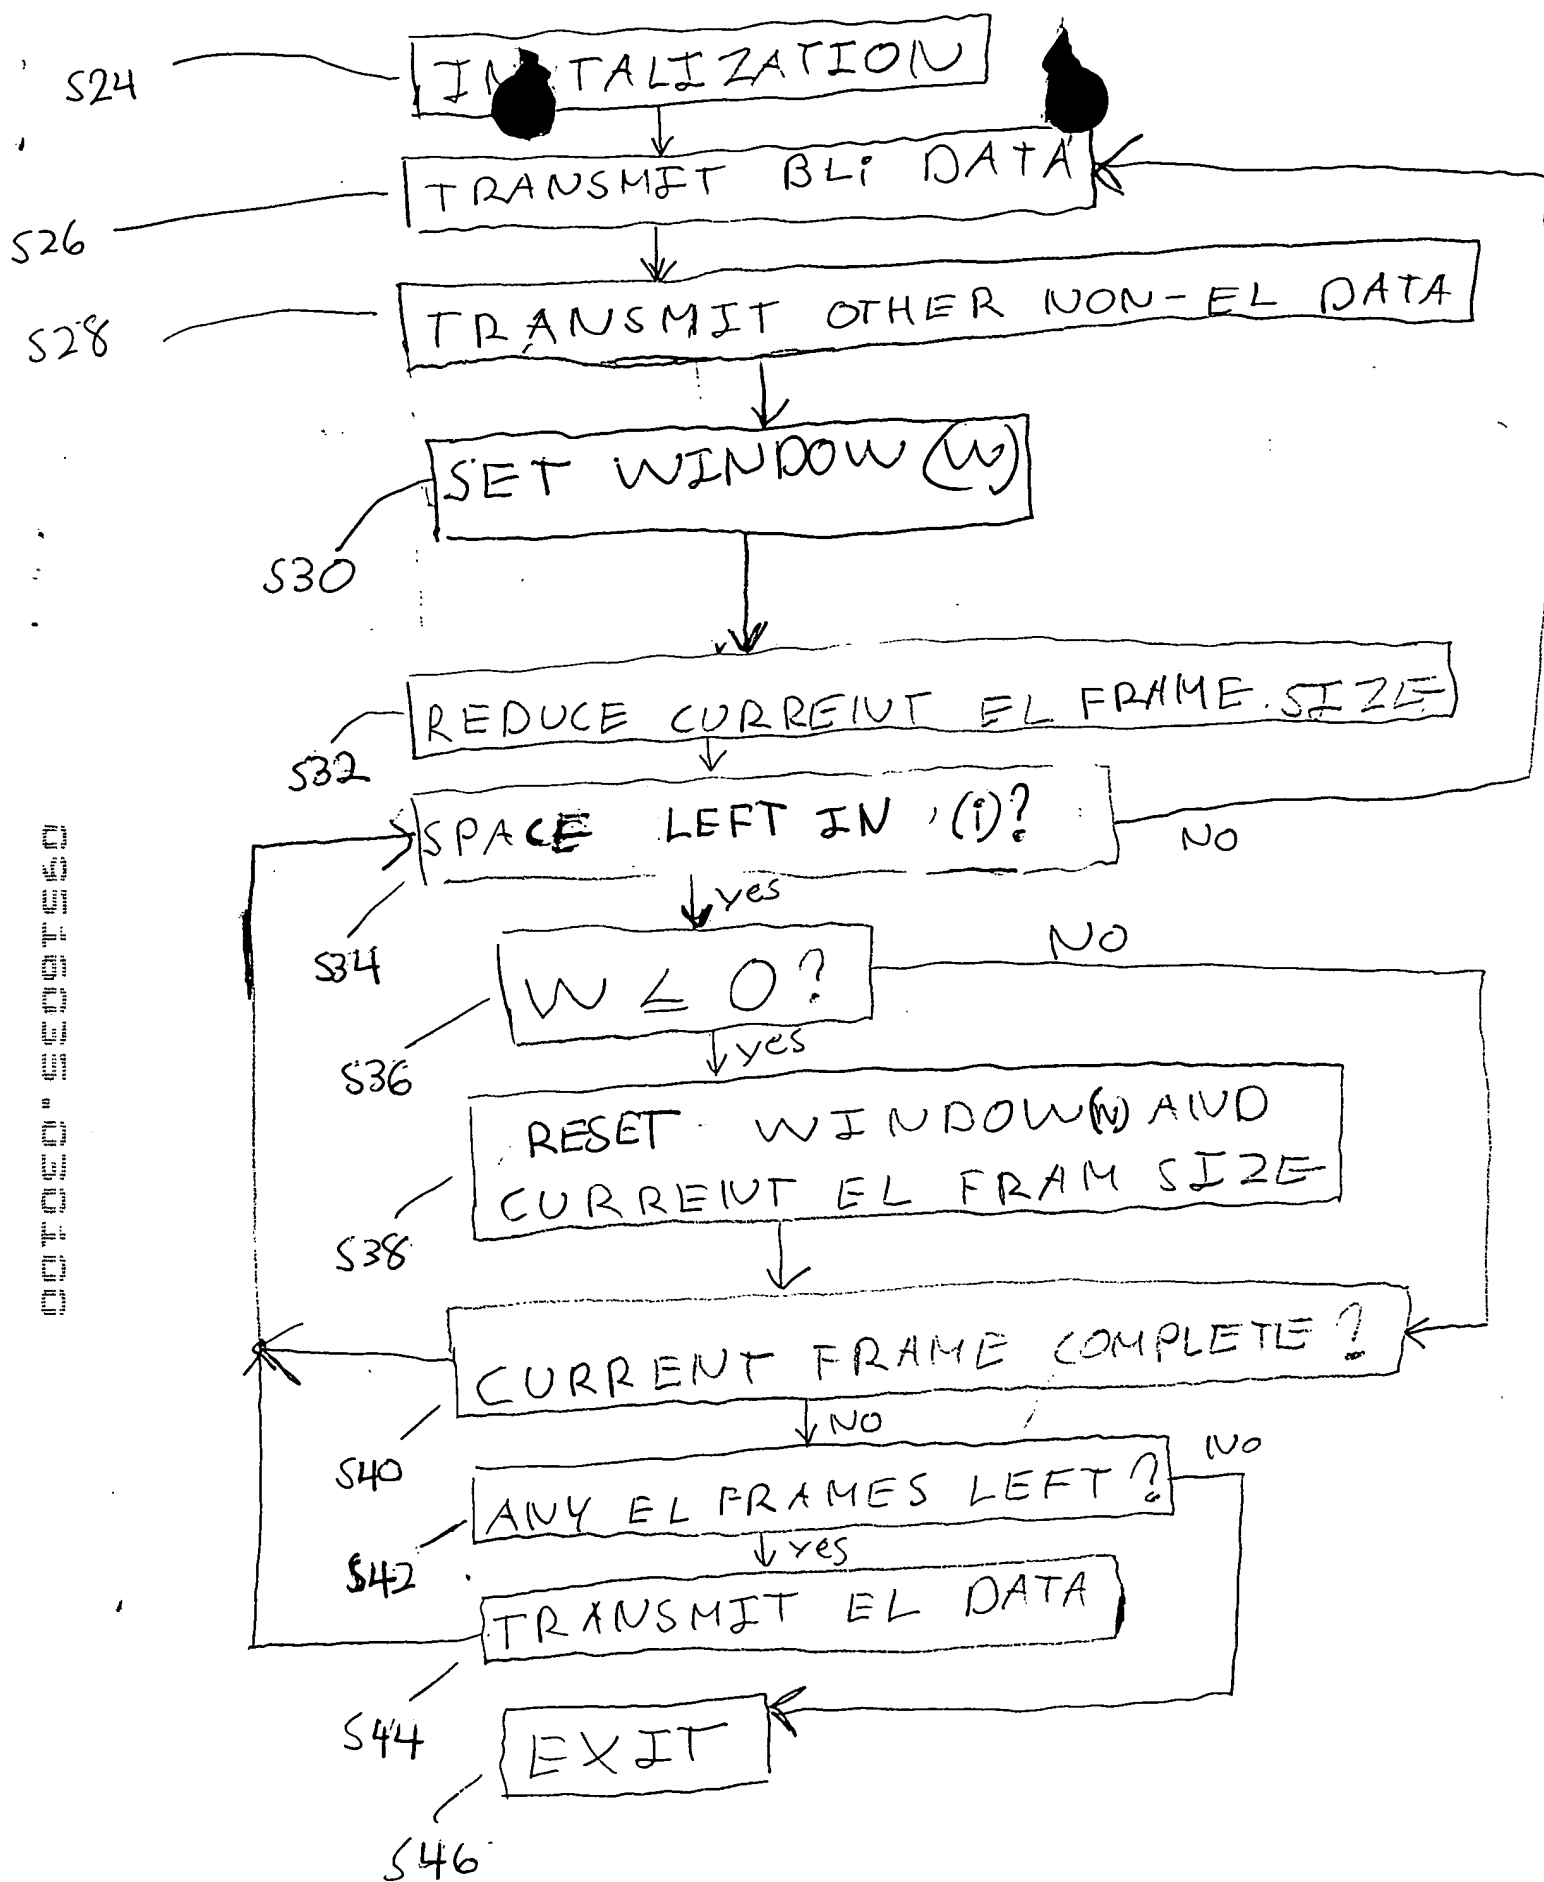 S24
IN TALIZATION
TRANSMIT BLi DATA
S26
TRANSMIT OTHER NON-EL DATA
S28
SET WINDOW (W)
S30
REDUCE CURRENT EL FRAME SIZE
S32
SPACE LEFT IN (i)?
NO
yes
S34
NO
W ≤ 0?
yes
S36
RESET WINDOW(W) AND
CURRENT EL FRAM SIZE
S38
CURRENT FRAME COMPLETE?
NO
S40
NO
ANY EL FRAMES LEFT?
yes
S42
TRANSMIT EL DATA
S44
EXIT
S46